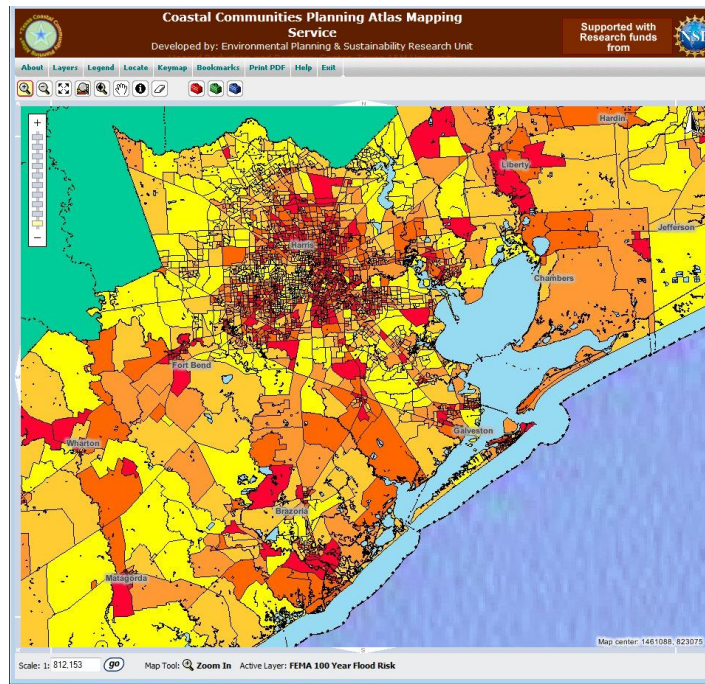 Coastal Communities Planning Atlas Mapping
Service
Developed by: Environmental Planning & Sustainability Research Unit
Supported with
Research funds
from
NSF
About Layers Legend Locate Keymap Bookmarks Print PDF Help Exit
N
Hardin
Liberty
Harris
Jefferson
Chambers
Fort Bend
Wharton
Galveston
Brazoria
Matagorda
Map center: 1461088, 823075
S
Scale: 1: 812,153 go Map Tool: Zoom In Active Layer: FEMA 100 Year Flood Risk